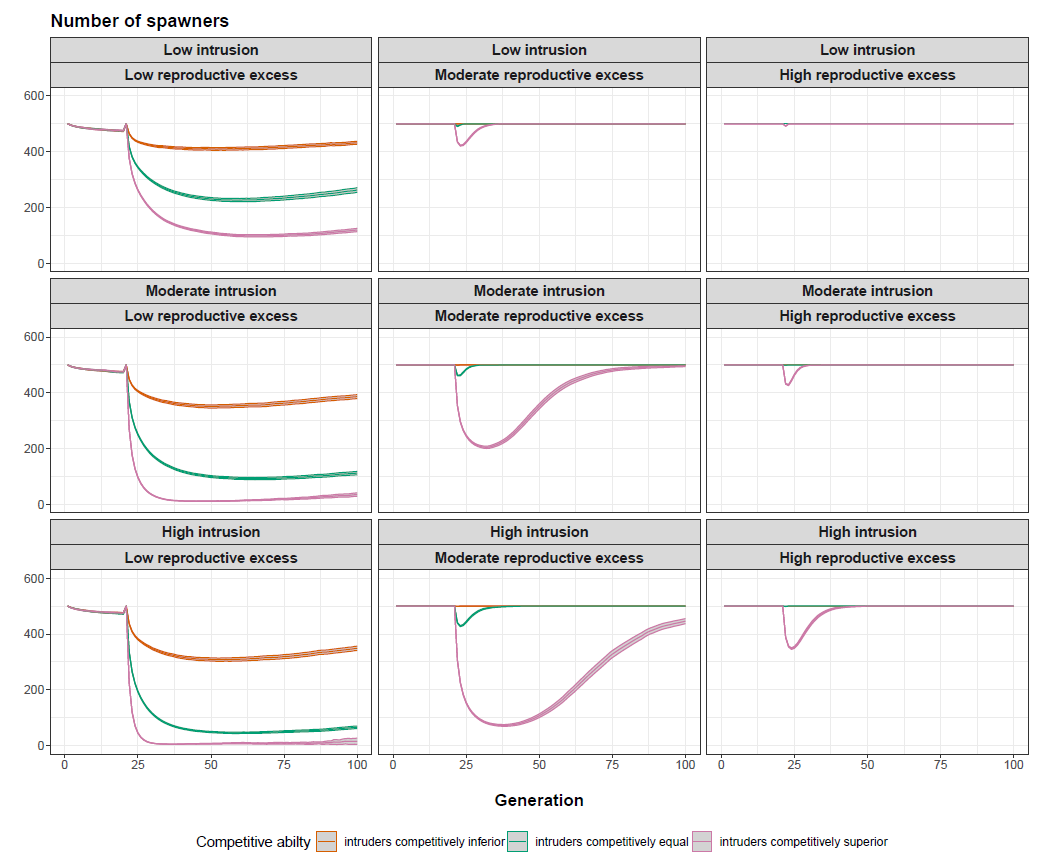 Number of spawners
Low intrusion
Low reproductive excess
Low intrusion
Moderate reproductive excess
Low intrusion
High reproductive excess
600
400
200
0
Moderate intrusion
Low reproductive excess
Moderate intrusion
Moderate reproductive excess
Moderate intrusion
High reproductive excess
600
400
200
0
High intrusion
Low reproductive excess
High intrusion
Moderate reproductive excess
High intrusion
High reproductive excess
600
400
200
0
0 25 50 75 100
0 25 50 75 100
0 25 50 75 100
Generation
Competitive abilty intruders competitively inferior intruders competitively equal intruders competitively superior